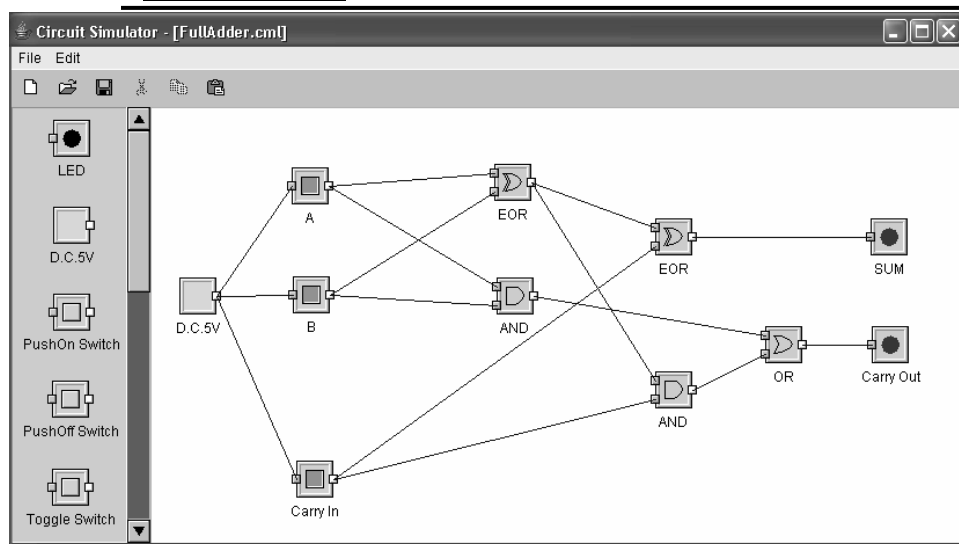 Circuit Simulator - [FullAdder.cml]
File Edit
LED
D.C.5V
PushOn Switch
PushOff Switch
Toggle Switch
D.C.5V
A
B
Carry In
EOR
AND
EOR
AND
OR
SUM
Carry Out